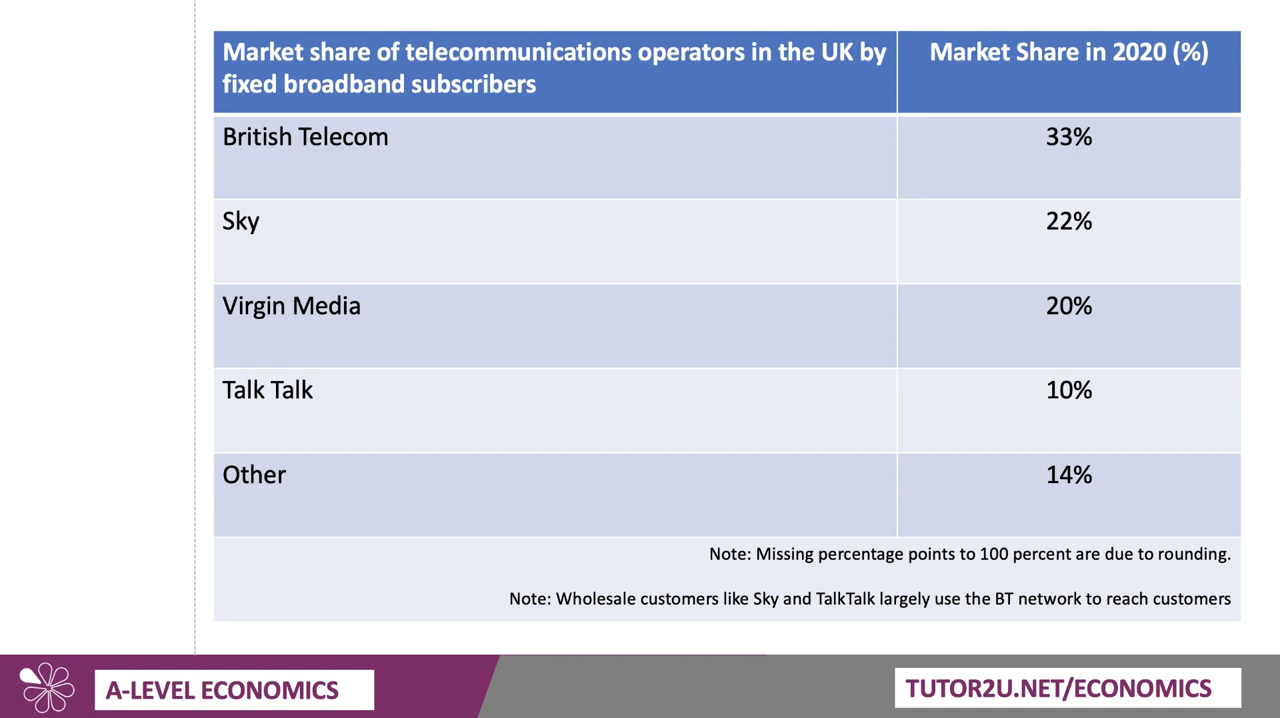 Market share of telecommunications operators in the UK by
fixed broadband subscribers
Market Share in 2020 (%)
British Telecom
33%
Sky
22%
Virgin Media
20%
Talk Talk
10%
Other
14%
Note: Missing percentage points to 100 percent are due to rounding.
Note: Wholesale customers like Sky and TalkTalk largely use the BT network to reach customers
A-LEVEL ECONOMICS
TUTOR2U.NET/ECONOMICS